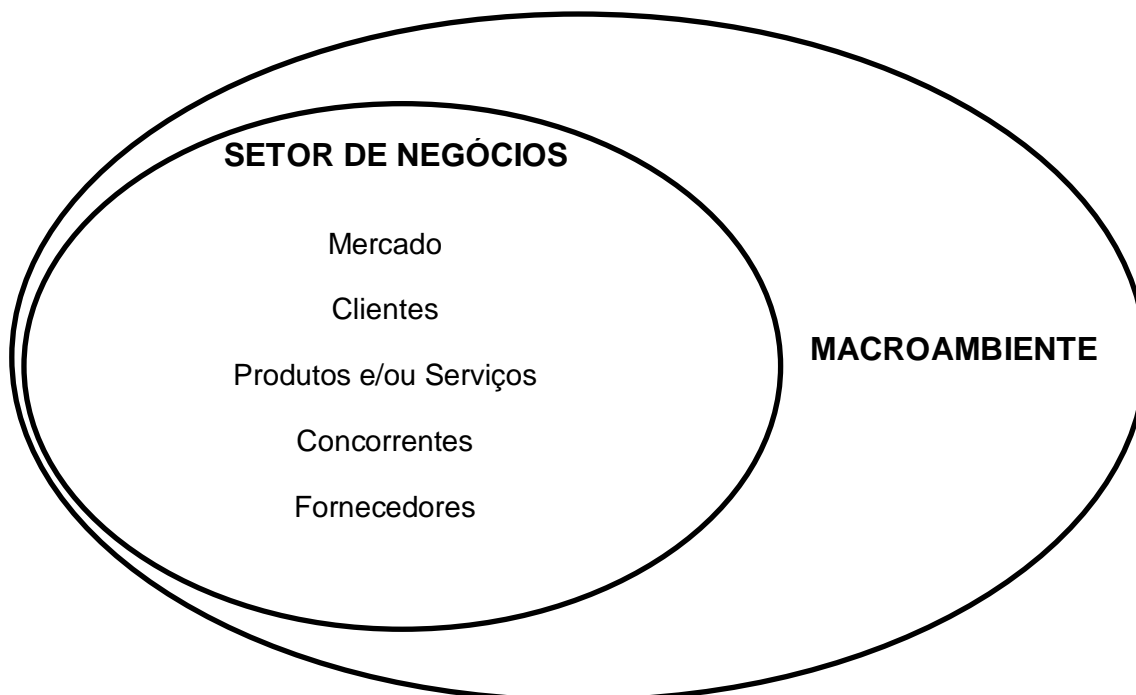 SETOR DE NEGÓCIOS
Mercado
Clientes
Produtos e/ou Serviços
Concorrentes
Fornecedores
MACROAMBIENTE